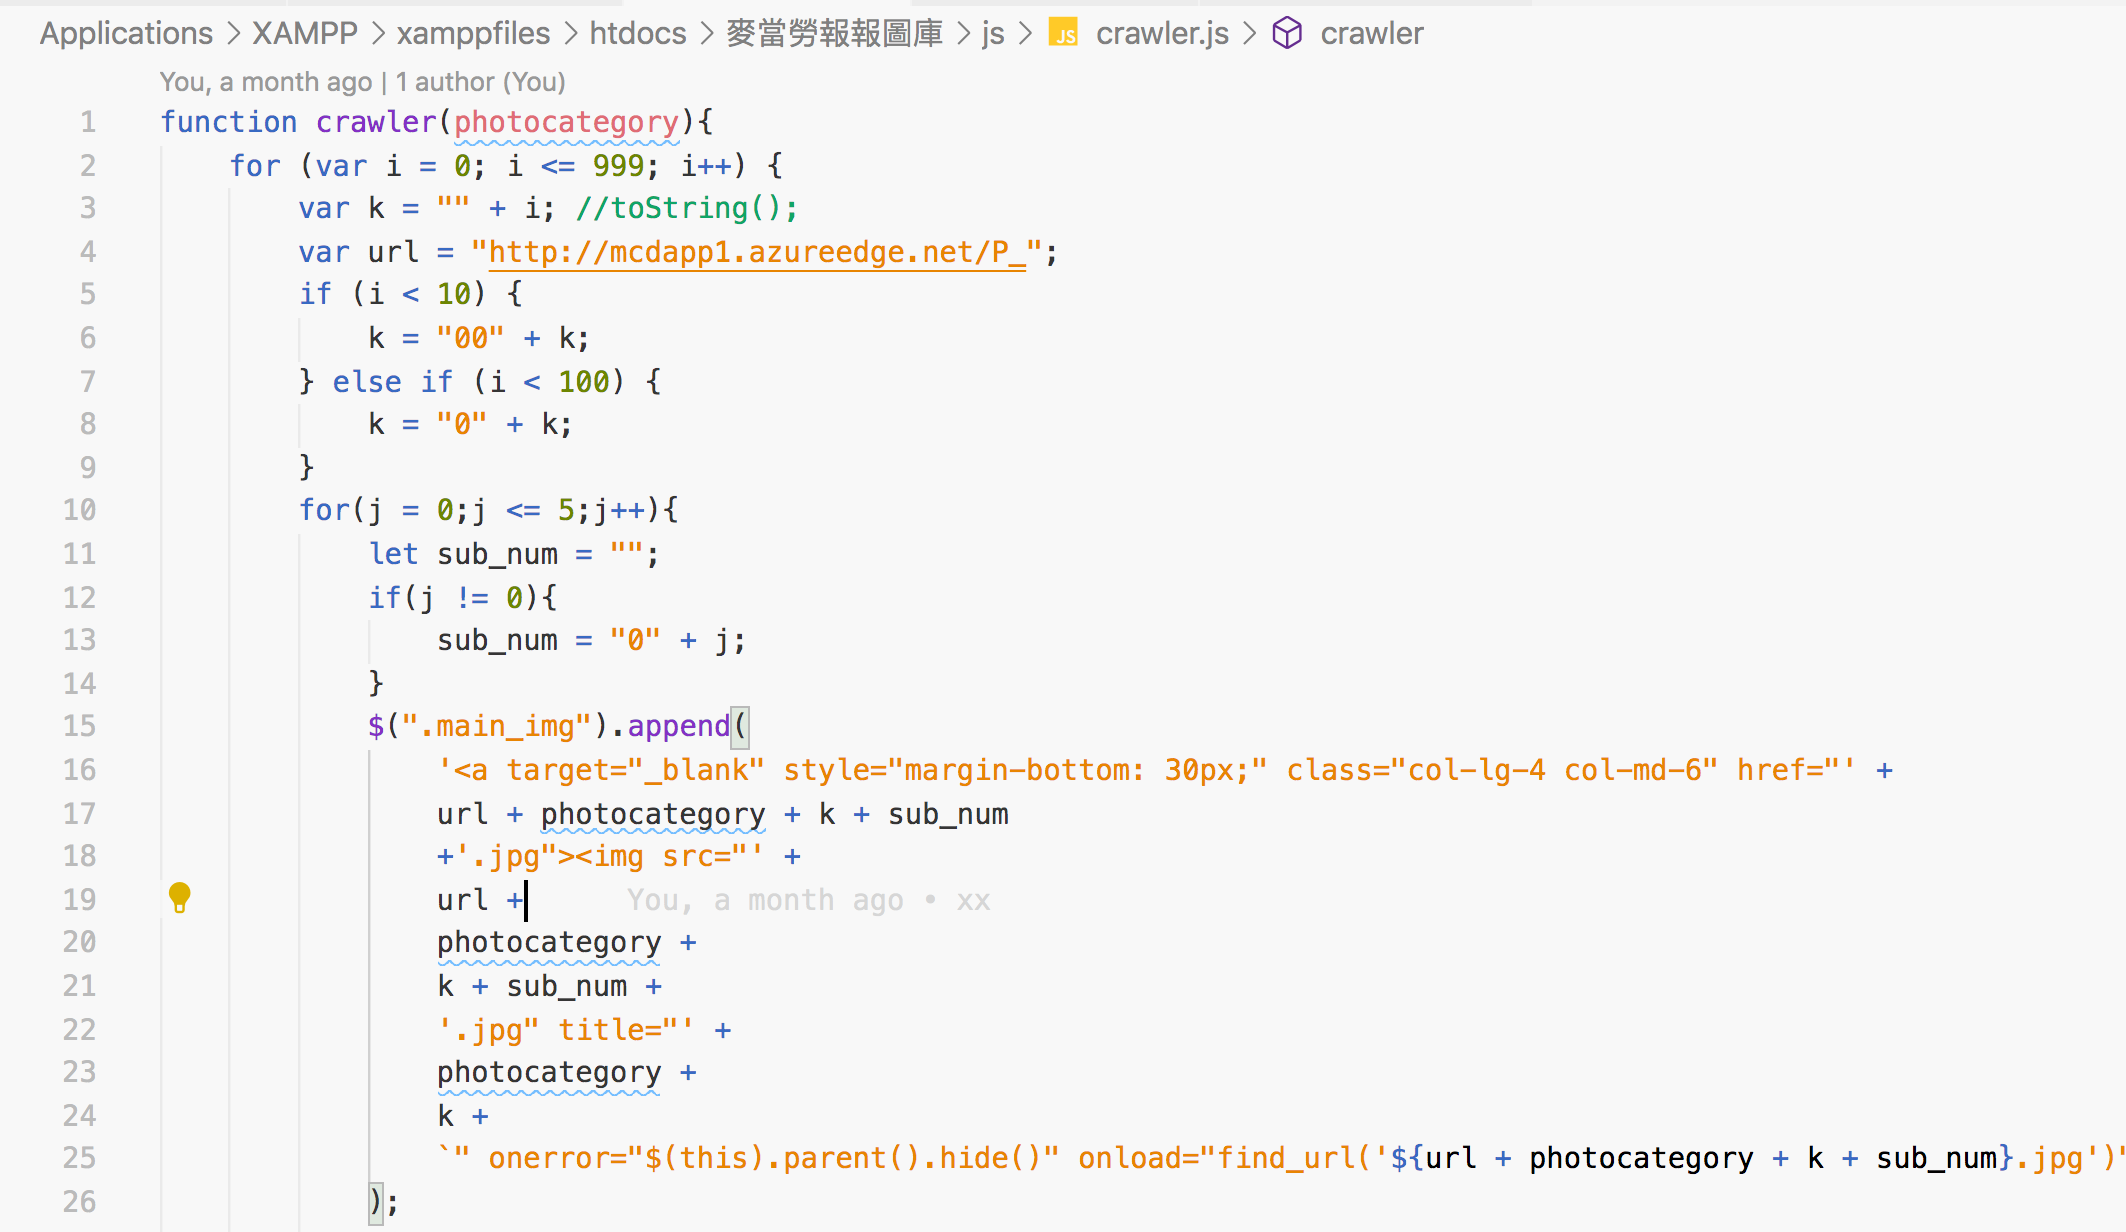 Applications > XAMPP > xamppfiles > htdocs > 麥當勞報報圖庫 > js > JS crawler.js > crawler
You, a month ago | 1 author (You)
1 function crawler(photocategory){
2 for (var i = 0; i <= 999; i++) {
3 var k = "" + i; //toString();
4 var url = "http://mcdapp1.azureedge.net/P_";
5 if (i < 10) {
6 k = "00" + k;
7 } else if (i < 100) {
8 k = "0" + k;
9 }
10 for(j = 0;j <= 5;j++){
11 let sub_num = "";
12 if(j != 0){
13 sub_num = "0" + j;
14 }
15 $(".main_img").append(
16 '<a target="_blank" style="margin-bottom: 30px;" class="col-lg-4 col-md-6" href="' +
17 url + photocategory + k + sub_num
18 +'.jpg"><img src="' +
19 url + You, a month ago • xx
20 photocategory +
21 k + sub_num +
22 '.jpg" title="' +
23 photocategory +
24 k +
25 `" onerror="$(this).parent().hide()" onload="find_url('${url + photocategory + k + sub_num}.jpg')"
26 );